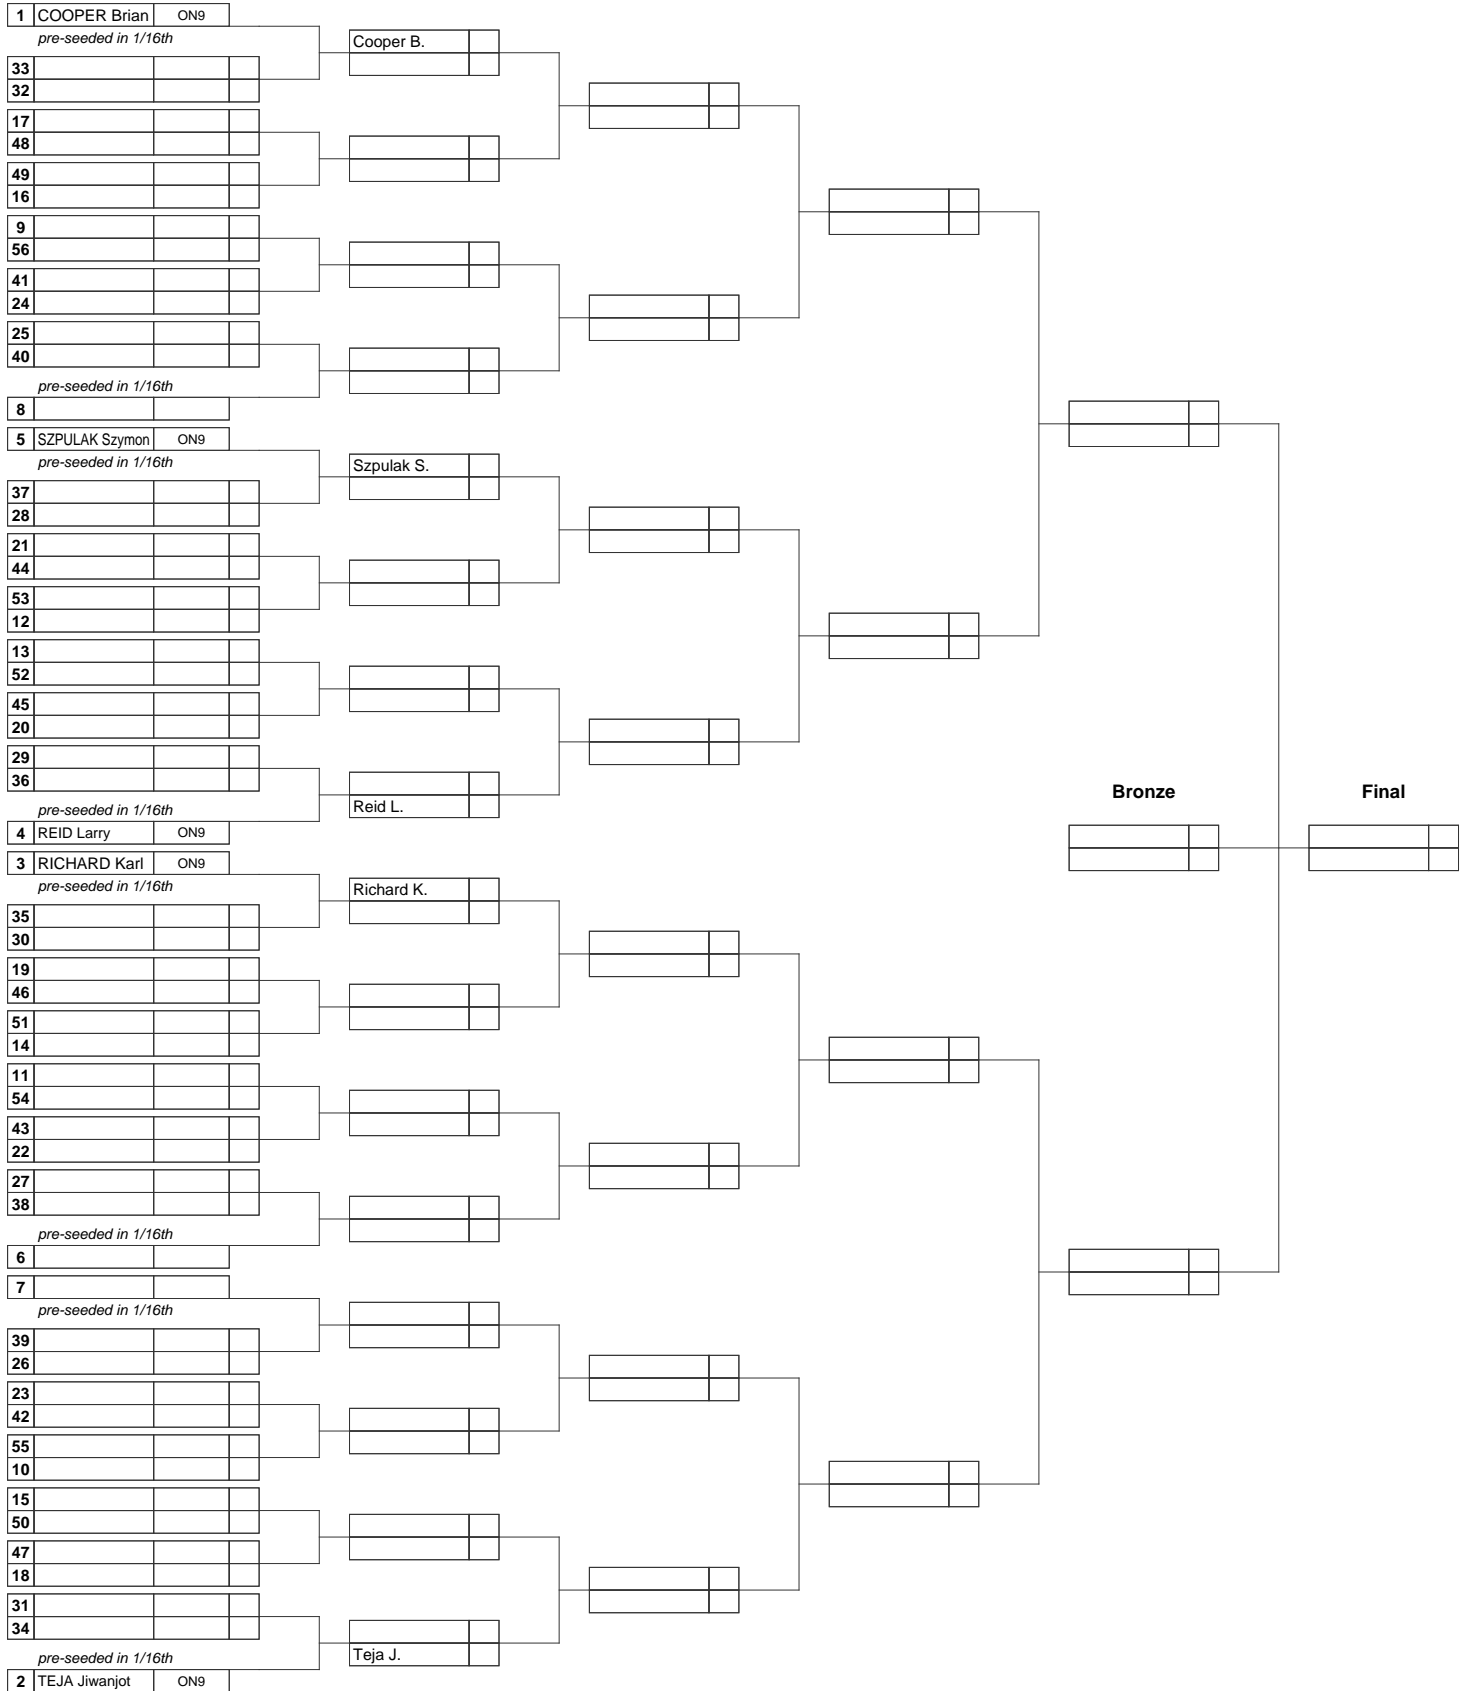 1 COOPER Brian ON9
pre-seeded in 1/16th
Cooper B.
33
32
17
48
49
16
9
56
41
24
25
40
pre-seeded in 1/16th
8
5 SZPULAK Szymon ON9
pre-seeded in 1/16th
Szpulak S.
37
28
21
44
53
12
13
52
45
20
29
36
Bronze Final
Reid L.
pre-seeded in 1/16th
4 REID Larry ON9
3 RICHARD Karl ON9
pre-seeded in 1/16th
Richard K.
35
30
19
46
51
14
11
54
43
22
27
38
pre-seeded in 1/16th
6
7
pre-seeded in 1/16th
39
26
23
42
55
10
15
50
47
18
31
34
Teja J.
pre-seeded in 1/16th
2 TEJA Jiwanjot ON9